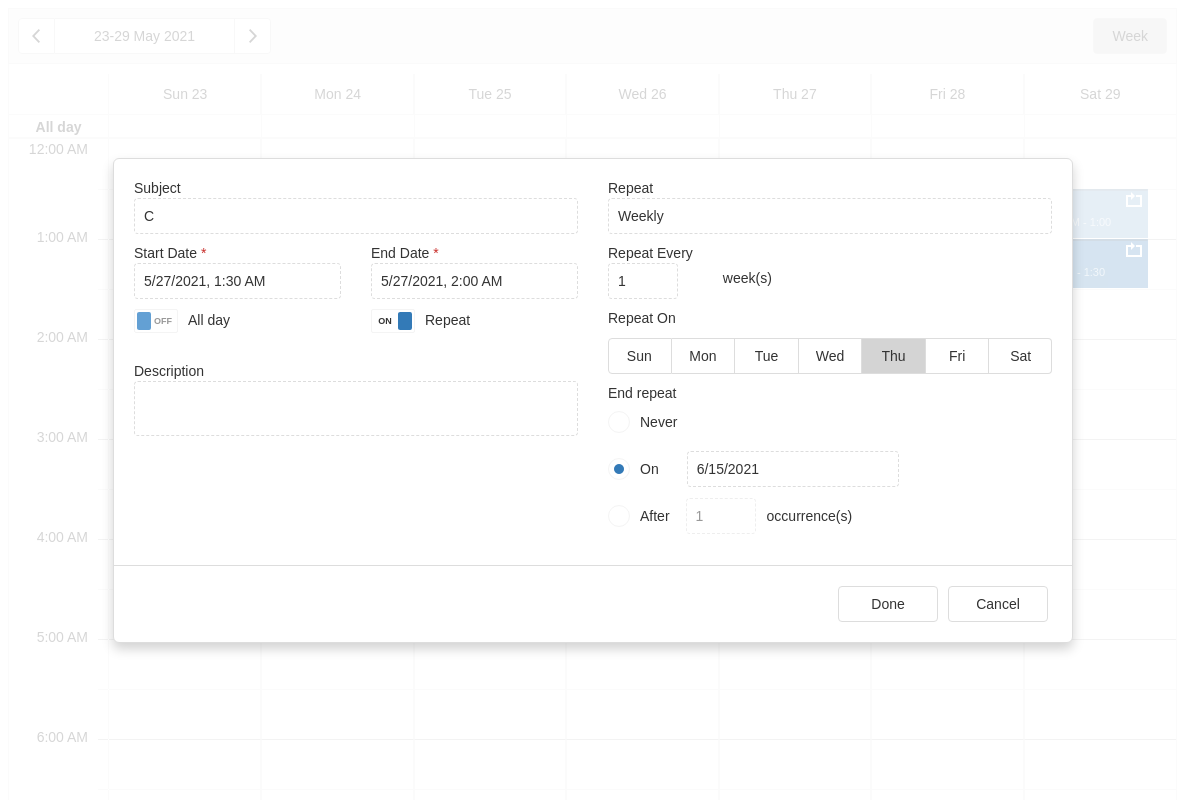 23-29 May 2021
Week
Sun 23
Mon 24
Tue 25
Wed 26
Thu 27
Fri 28
Sat 29
All day
12:00 AM
1:00 AM
2:00 AM
3:00 AM
4:00 AM
5:00 AM
6:00 AM
- 1:00
- 1:30
Subject
C
Start Date *
End Date *
5/27/2021, 1:30 AM
5/27/2021, 2:00 AM
OFF
All day
ON
Repeat
Description
Repeat
Weekly
Repeat Every
1
week(s)
Repeat On
Sun
Mon
Tue
Wed
Thu
Fri
Sat
End repeat
Never
On
6/15/2021
After
1
occurrence(s)
Done
Cancel